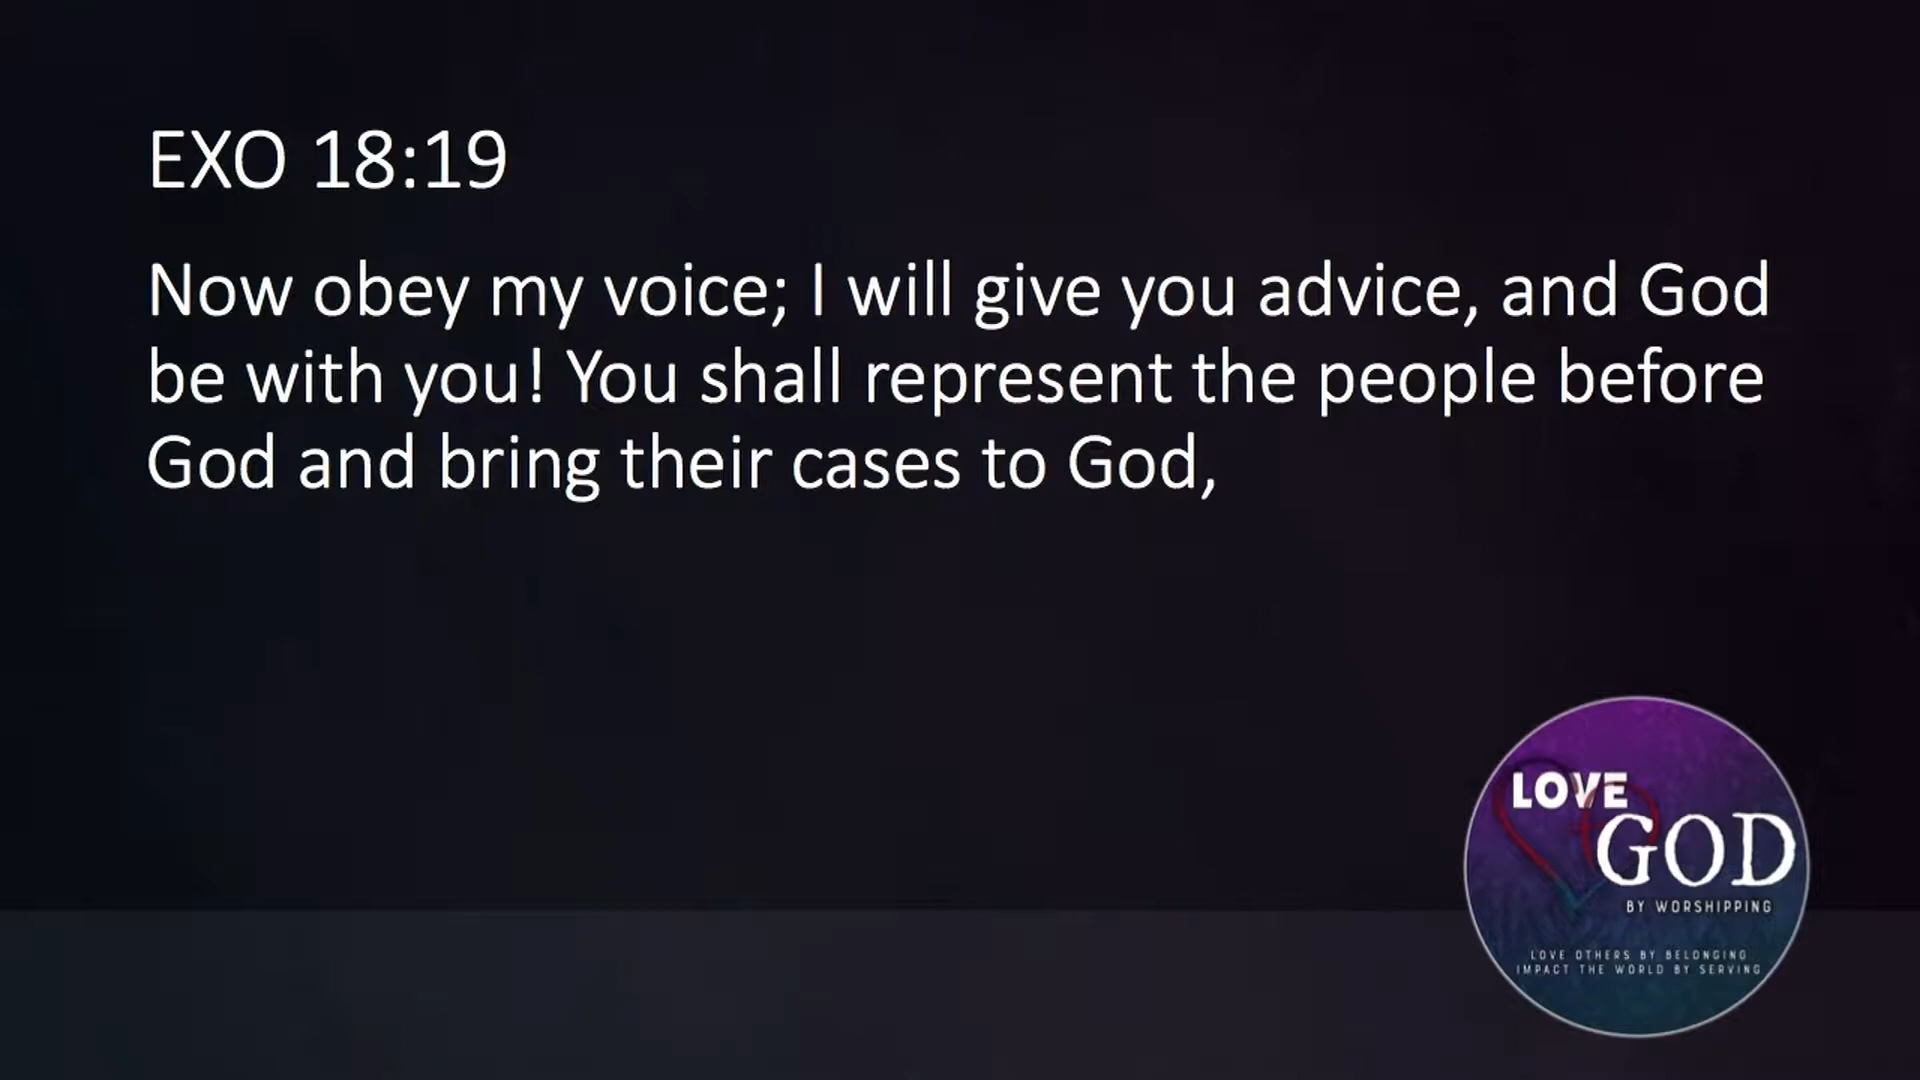 EXO 18:19
Now obey my voice; I will give you advice, and God
be with you! You shall represent the people before
God and bring their cases to God,
LOVE
GOD
BY WORSHIPPING
LOVE OTHERS BY BELONGING
IMPACT THE WORLD BY SERVING